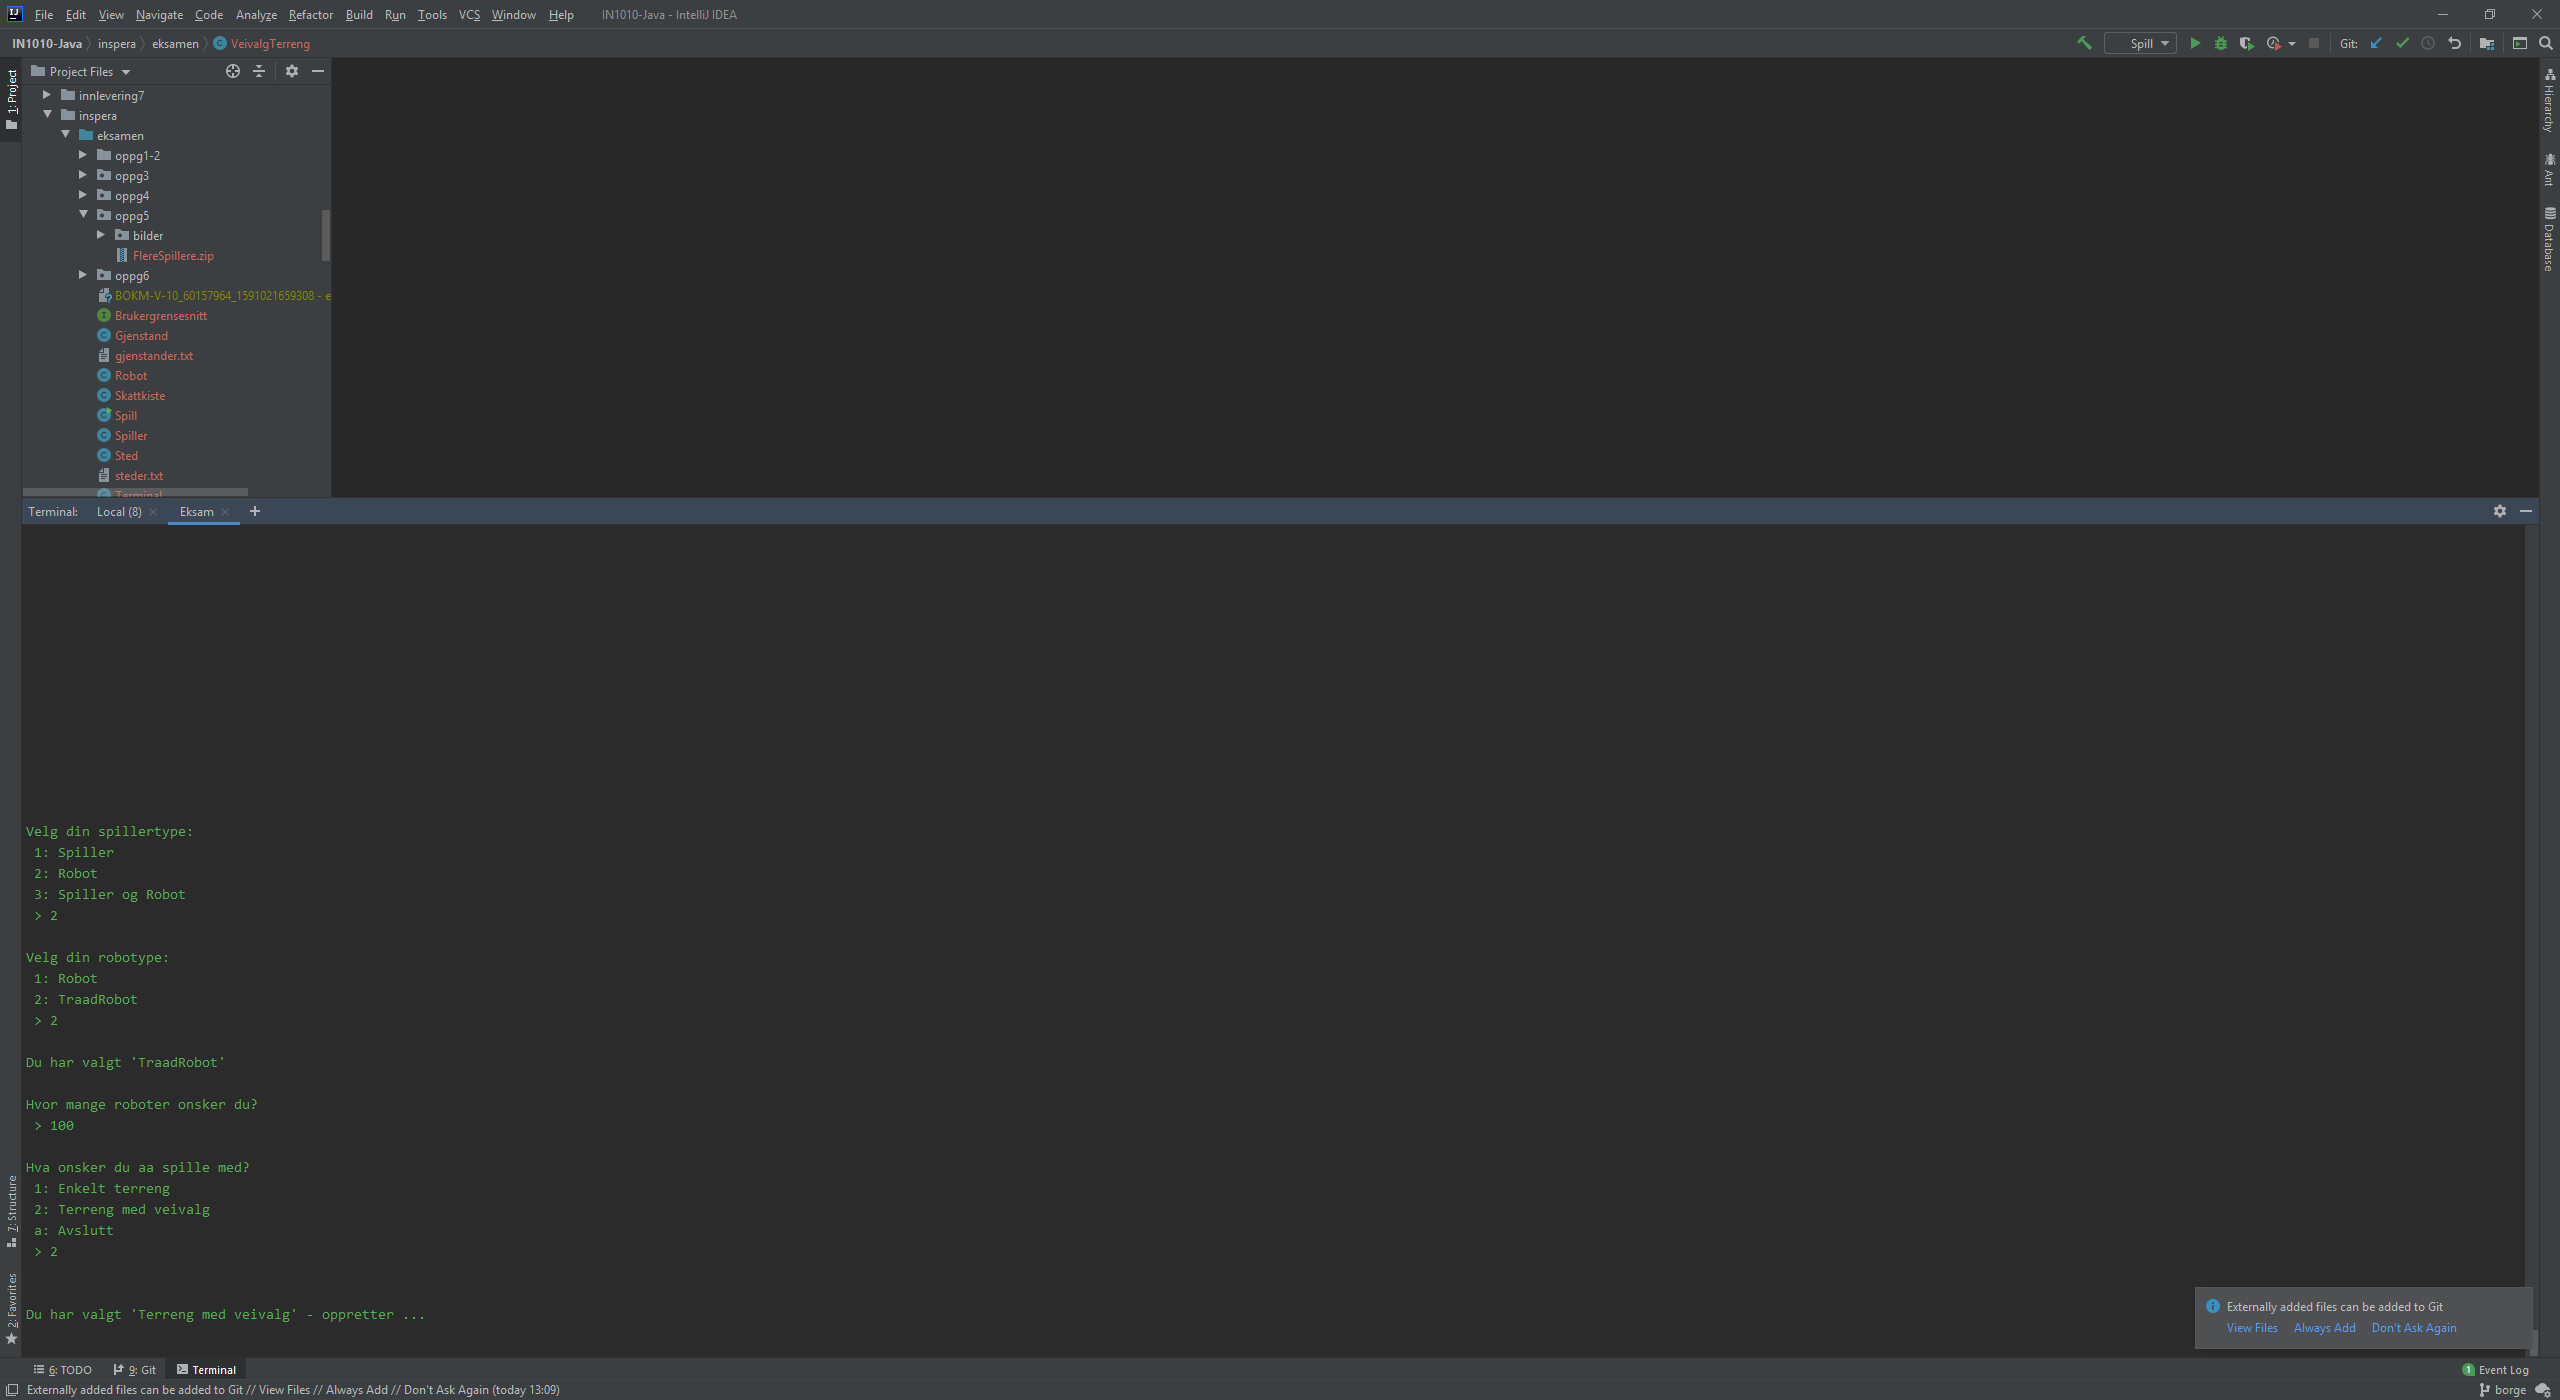 File Edit View Navigate Code Analyze Refactor Build Run Tools VCS Window Help IN1010-Java - IntelliJ IDEA
IN1010-Java inspera eksamen VeivalgTerreng Spill Git:
1: Project
Project Files
innlevering7
inspera
eksamen
oppg1-2
oppg3
oppg4
oppg5
bilder
FlereSpillere.zip
oppg6
BOKM-V-10_60157964_1591021659308 - e
Brukergrensesnitt
Gjenstand
gjenstander.txt
Robot
Skattkiste
Spill
Spiller
Sted
steder.txt
Terminal
Hierarchy
Ant
Database
Terminal: Local (8) Eksam
Velg din spillertype:
1: Spiller
2: Robot
3: Spiller og Robot
> 2
Velg din robotype:
1: Robot
2: TraadRobot
> 2
Du har valgt 'TraadRobot'
Hvor mange roboter onsker du?
> 100
Hva onsker du aa spille med?
1: Enkelt terreng
2: Terreng med veivalg
a: Avslutt
> 2
Du har valgt 'Terreng med veivalg' - oppretter ...
7: Structure
2: Favorites
Externally added files can be added to Git
View Files Always Add Don't Ask Again
6: TODO 9: Git Terminal 1 Event Log
Externally added files can be added to Git // View Files // Always Add // Don't Ask Again (today 13:09) borge